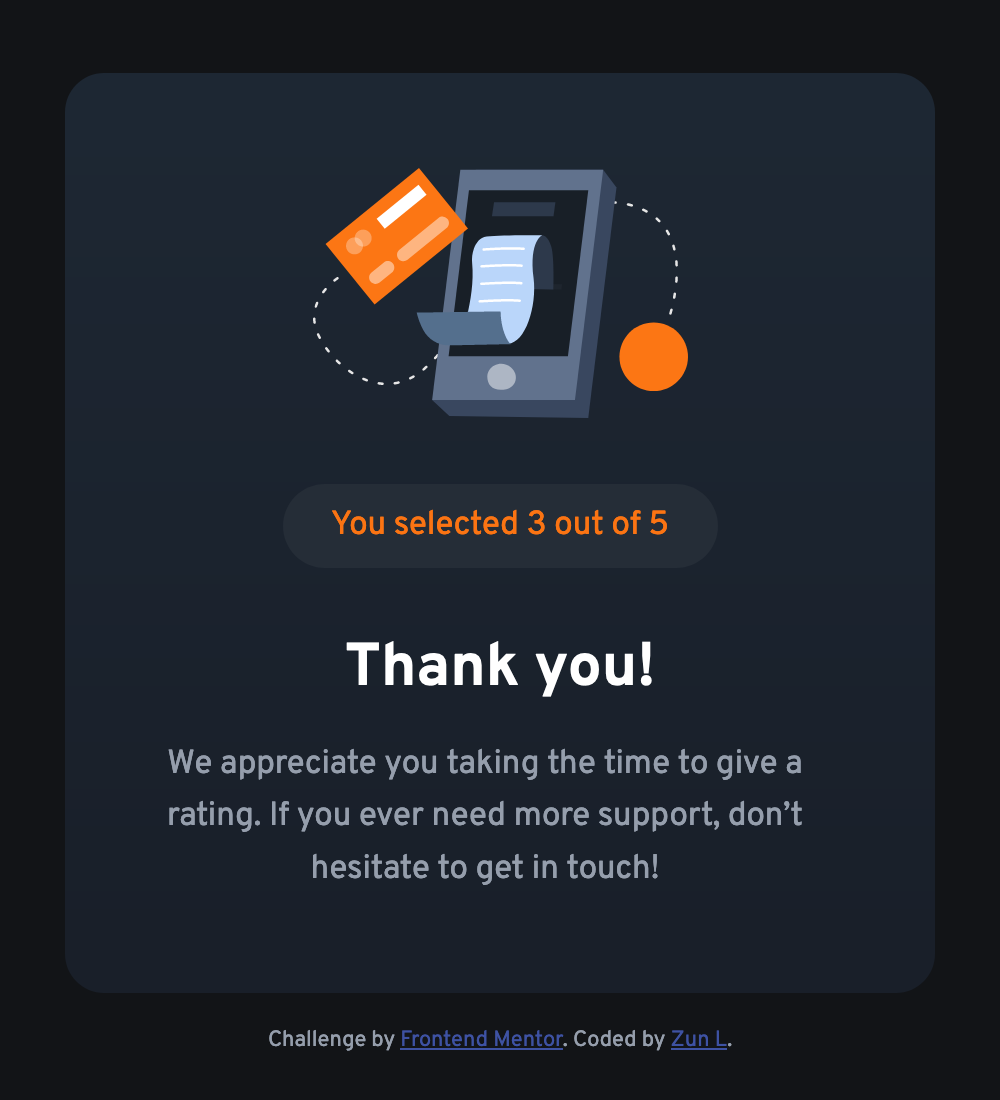 You selected 3 out of 5
Thank you!
We appreciate you taking the time to give a
rating. If you ever need more support, don’t
hesitate to get in touch!
Challenge by Frontend Mentor. Coded by Zun L.